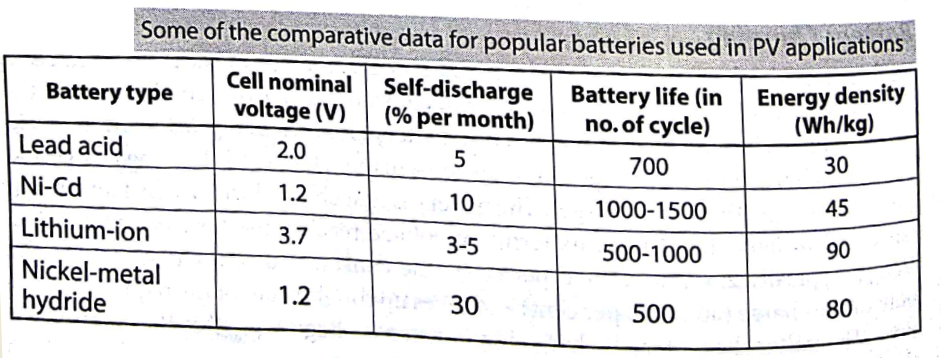 Some of the comparative data for popular batteries used in PV applications
Battery type | Cell nominal voltage (V) | Self-discharge (% per month) | Battery life (in no. of cycle) | Energy density (Wh/kg)
Lead acid | 2.0 | 5 | 700 | 30
Ni-Cd | 1.2 | 10 | 1000-1500 | 45
Lithium-ion | 3.7 | 3-5 | 500-1000 | 90
Nickel-metal hydride | 1.2 | 30 | 500 | 80